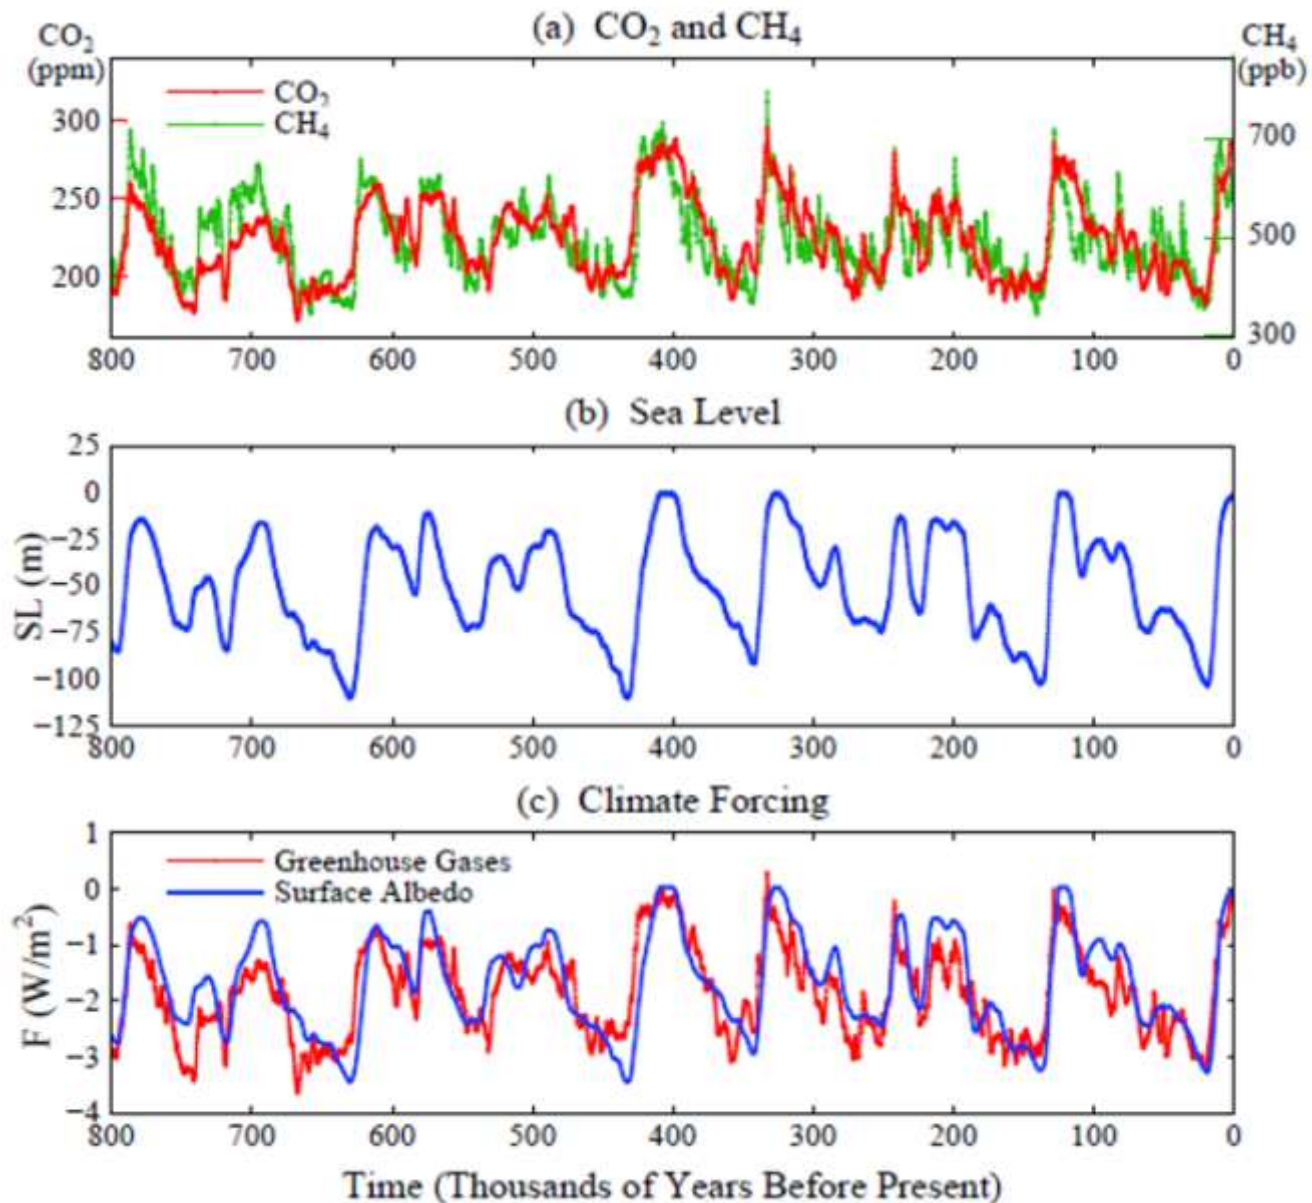 (a) CO₂ and CH₄
CO₂
(ppm)
CH₄
(ppb)
CO₂
CH₄
300
250
200
700
500
300
800 700 600 500 400 300 200 100 0
(b) Sea Level
SL (m)
25
0
−25
−50
−75
−100
−125
800 700 600 500 400 300 200 100 0
(c) Climate Forcing
F (W/m²)
Greenhouse Gases
Surface Albedo
1
0
−1
−2
−3
−4
800 700 600 500 400 300 200 100 0
Time (Thousands of Years Before Present)